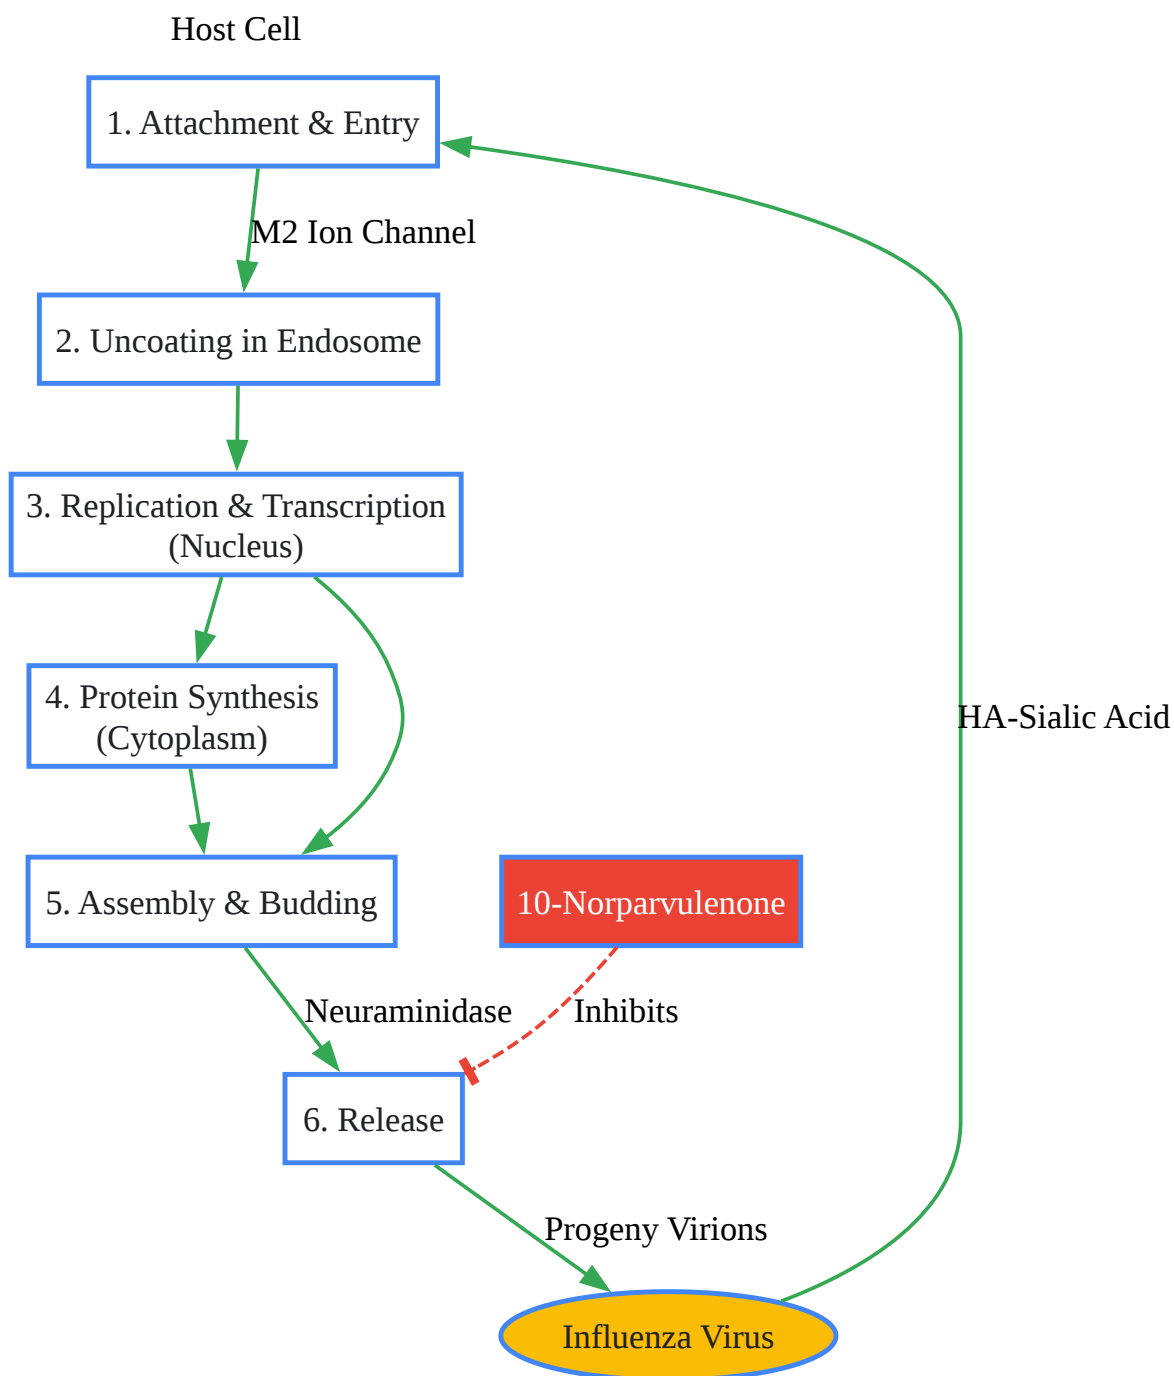 Host Cell
1. Attachment & Entry
M2 Ion Channel
2. Uncoating in Endosome
3. Replication & Transcription
(Nucleus)
4. Protein Synthesis
(Cytoplasm)
HA-Sialic Acid
5. Assembly & Budding
10-Norparvulenone
Neuraminidase
Inhibits
6. Release
Progeny Virions
Influenza Virus